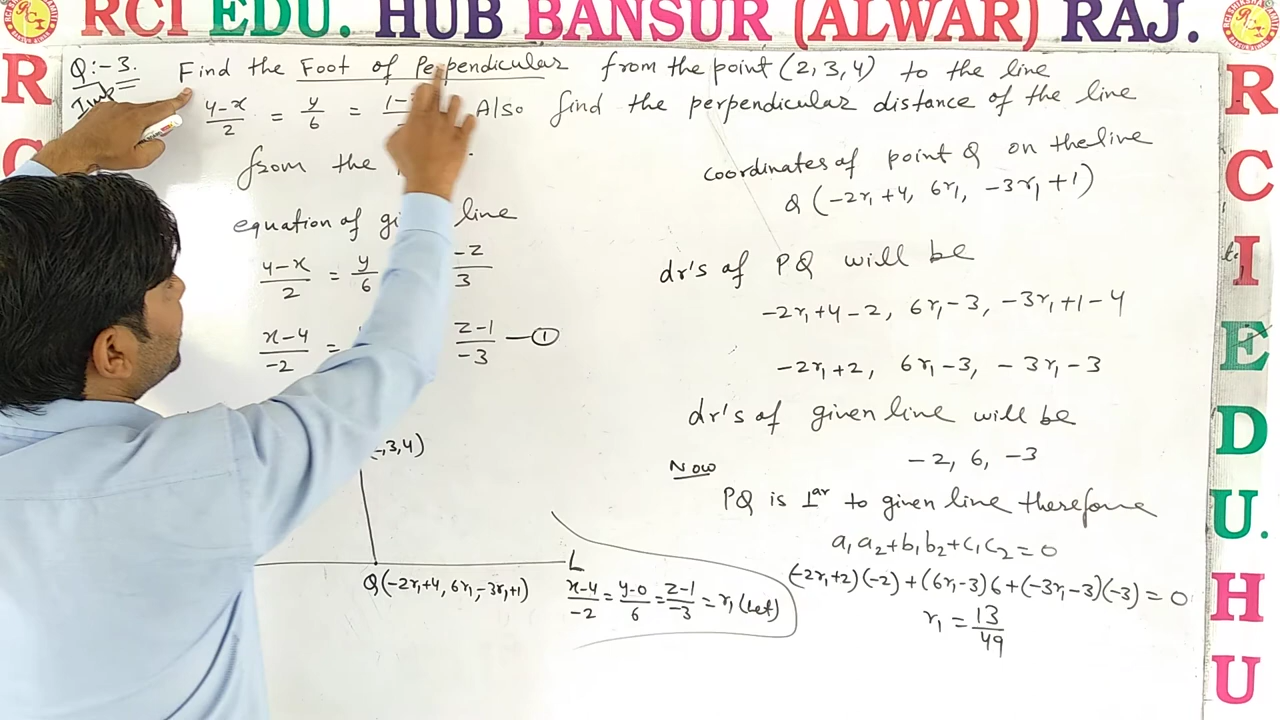 RCI EDU. HUB BANSUR (ALWAR) RAJ.
R
C
R
C
I
E
D
U.
H
U
Q:-3. Find the Foot of Perpendicular from the point (2,3,4) to the line
4-x/2 = y/6 = Also find the perpendicular distance of the line
from the
equation of line
4-x/2 = y/6 -z/3
x-4/-2 = z-1/-3 —①
,3,4)
Q(-2r₁+4, 6r₁, -3r₁+1)
L
x-4/-2 = y-0/6 = z-1/-3 = r₁ (Let)
coordinates of point Q on the line
Q (-2r₁+4, 6r₁, -3r₁+1)
dr's of PQ will be
-2r₁+4-2, 6r₁-3, -3r₁+1-4
-2r₁+2, 6r₁-3, -3r₁-3
dr's of given line will be
-2, 6, -3
Now
PQ is ⊥ar to given line therefore
a₁a₂+b₁b₂+c₁c₂=0
(-2r₁+2)(-2)+(6r₁-3)6+(-3r₁-3)(-3)=0
r₁ = 13/49